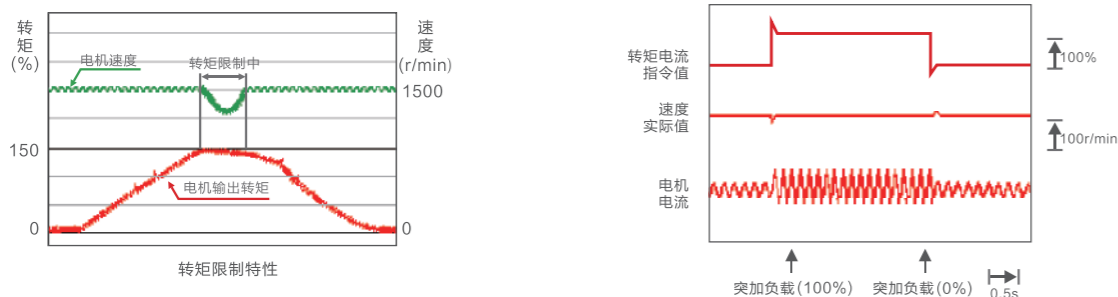 转矩
(%)
速度
(r/min)
电机速度
转矩限制中
1500
150
电机输出转矩
0
0
转矩限制特性
转矩电流
指令值
100%
速度
实际值
100r/min
电机
电流
突加负载(100%)
突加负载(0%)
0.5s